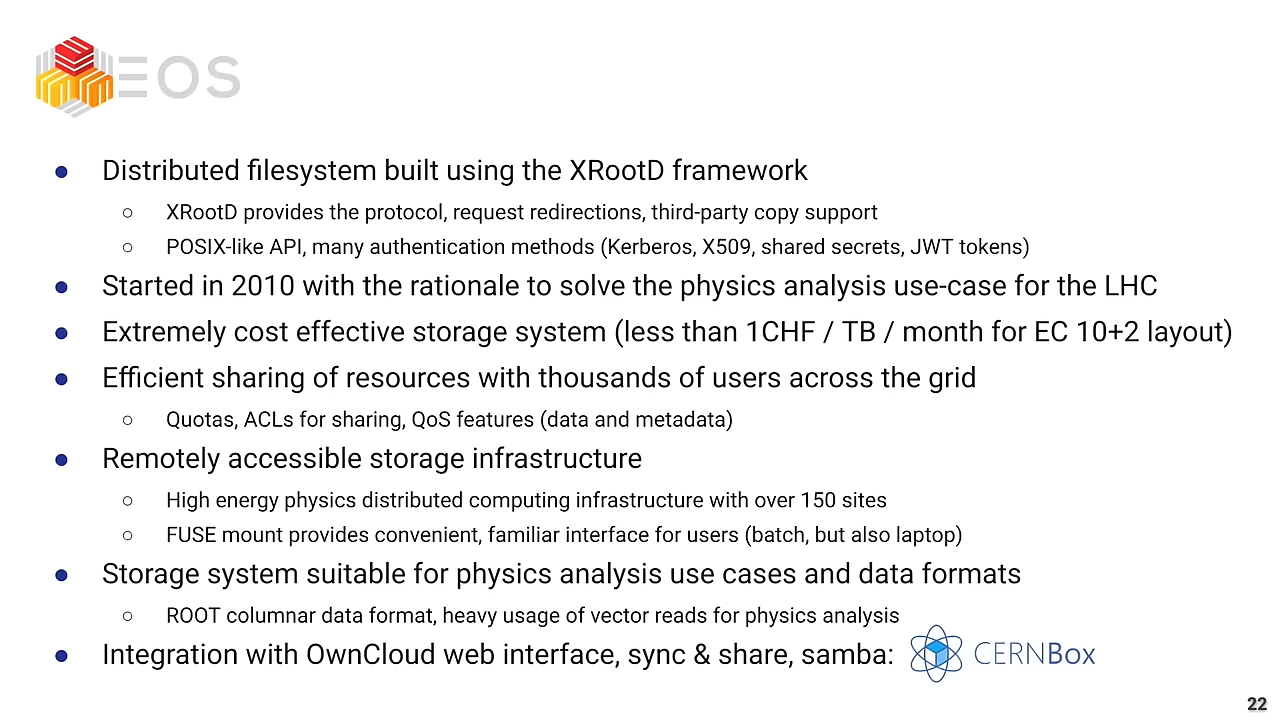 EOS
● Distributed filesystem built using the XRootD framework
○ XRootD provides the protocol, request redirections, third-party copy support
○ POSIX-like API, many authentication methods (Kerberos, X509, shared secrets, JWT tokens)
● Started in 2010 with the rationale to solve the physics analysis use-case for the LHC
● Extremely cost effective storage system (less than 1CHF / TB / month for EC 10+2 layout)
● Efficient sharing of resources with thousands of users across the grid
○ Quotas, ACLs for sharing, QoS features (data and metadata)
● Remotely accessible storage infrastructure
○ High energy physics distributed computing infrastructure with over 150 sites
○ FUSE mount provides convenient, familiar interface for users (batch, but also laptop)
● Storage system suitable for physics analysis use cases and data formats
○ ROOT columnar data format, heavy usage of vector reads for physics analysis
● Integration with OwnCloud web interface, sync & share, samba: CERNBox
22